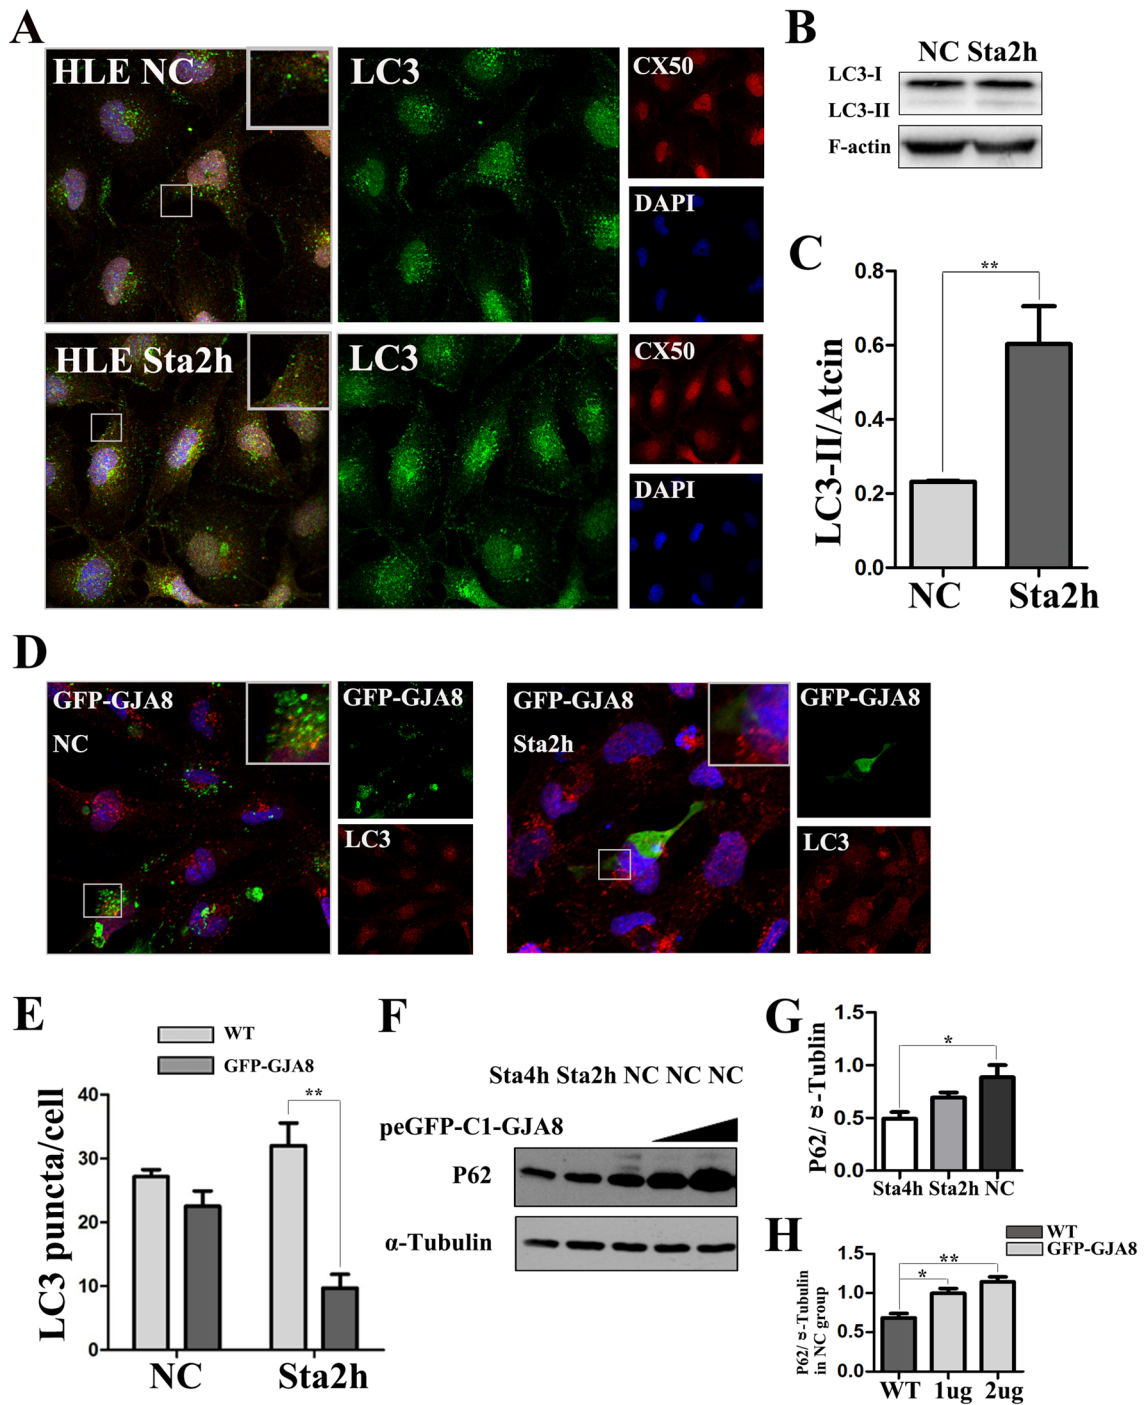 A
HLE NC
LC3
CX50
DAPI
HLE Sta2h
LC3
CX50
DAPI
B
NC Sta2h
LC3-I
LC3-II
F-actin
C
**
0.8
0.6
0.4
0.2
0.0
LC3-II/Atcin
NC Sta2h
D
GFP-GJA8
NC
GFP-GJA8
LC3
GFP-GJA8
Sta2h
GFP-GJA8
LC3
E
WT
GFP-GJA8
**
40
30
20
10
0
LC3 puncta/cell
NC Sta2h
F
Sta4h Sta2h NC NC NC
peGFP-C1-GJA8
P62
α-Tubulin
G
*
1.5
1.0
0.5
0.0
P62/ -Tublin
Sta4h Sta2h NC
H
WT
GFP-GJA8
**
*
1.5
1.0
0.5
0.0
P62/ -Tubulin
in NC group
WT 1ug 2ug